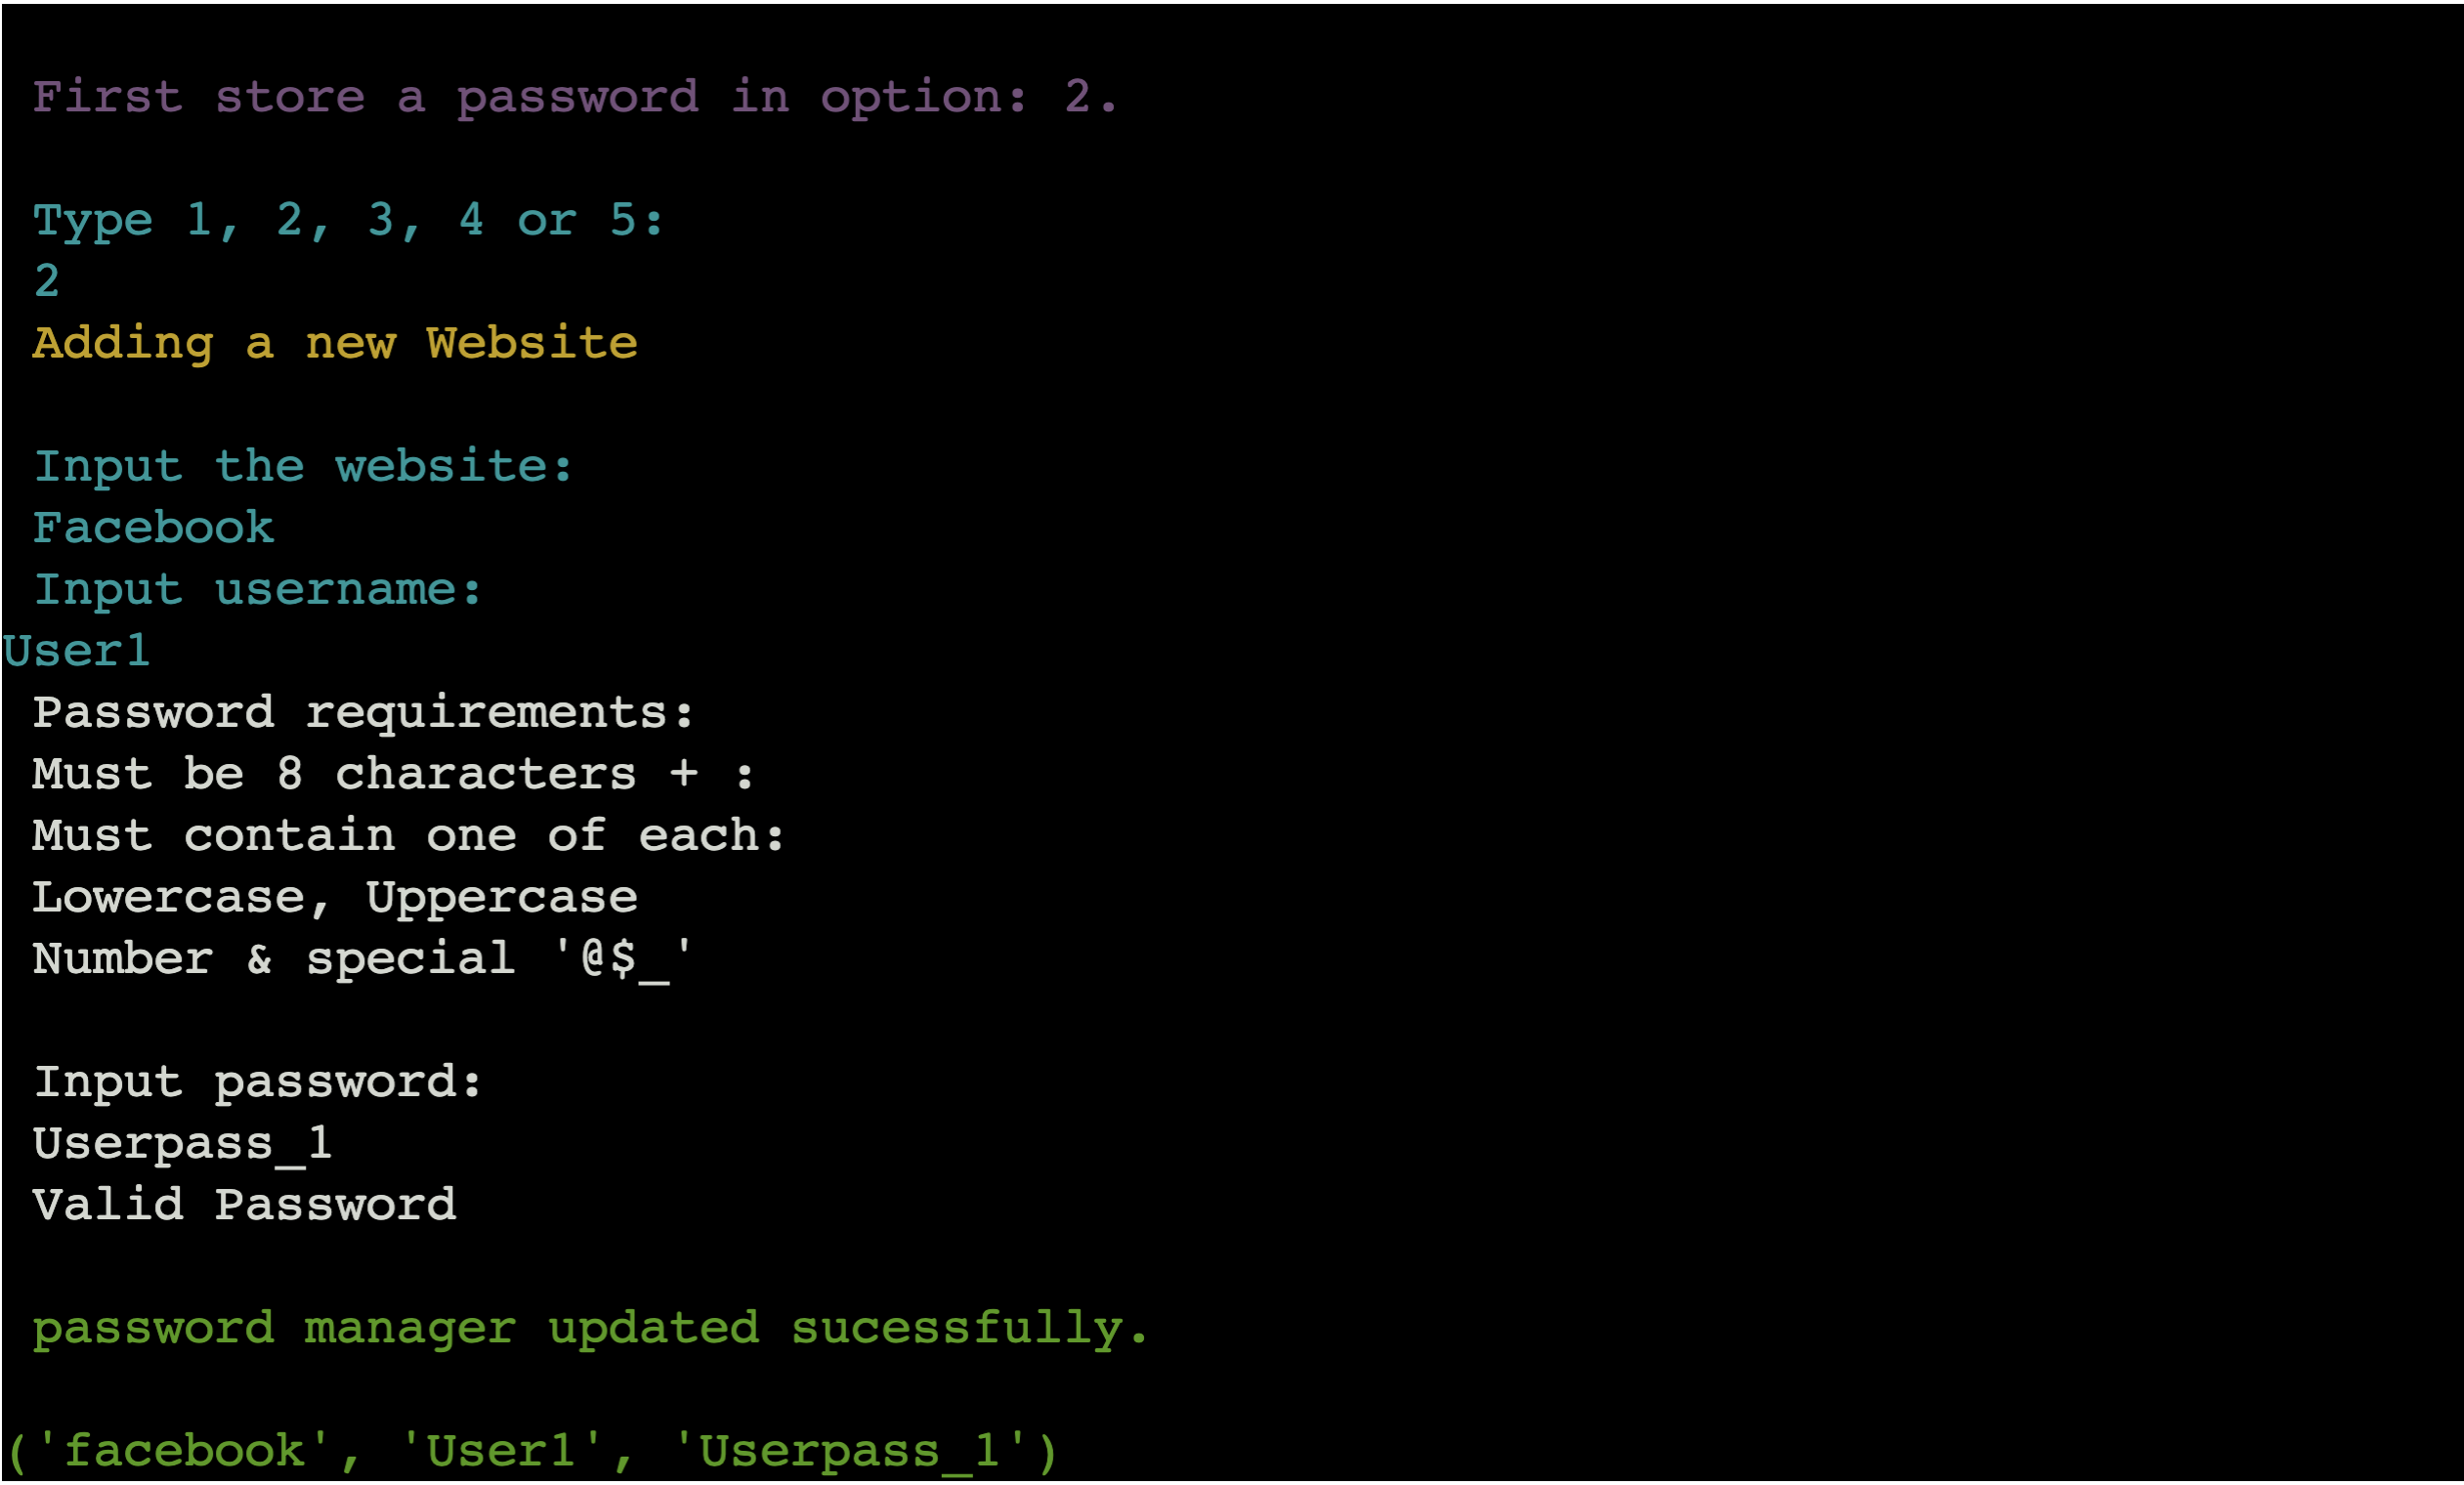 First store a password in option: 2.
Type 1, 2, 3, 4 or 5:
2
Adding a new Website
Input the website:
Facebook
Input username:
User1
Password requirements:
Must be 8 characters + :
Must contain one of each:
Lowercase, Uppercase
Number & special '@$_'
Input password:
Userpass_1
Valid Password
password manager updated sucessfully.
('facebook', 'User1', 'Userpass_1')